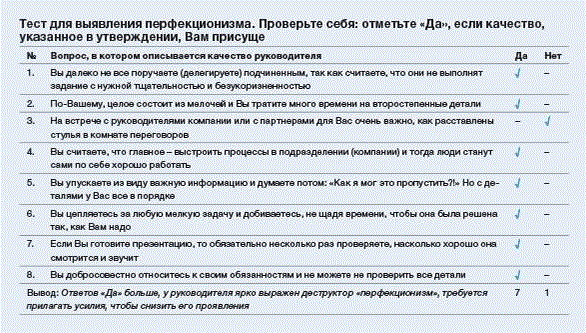 Тест для выявления перфекционизма. Проверьте себя: отметьте «Да», если качество,
указанное в утверждении, Вам присуще
№ Вопрос, в котором описывается качество руководителя Да Нет
1. Вы далеко не все поручаете (делегируете) подчиненным, так как считаете, что они не выполнят √ –
задание с нужной тщательностью и безукоризненностью
2. По-Вашему, целое состоит из мелочей и Вы тратите много времени на второстепенные детали √ –
3. На встрече с руководителями компании или с партнерами для Вас очень важно, как расставлены – √
стулья в комнате переговоров
4. Вы считаете, что главное – выстроить процессы в подразделении (компании) и тогда люди станут √ –
сами по себе хорошо работать
5. Вы упускаете из виду важную информацию и думаете потом: «Как я мог это пропустить?!» Но с де- √ –
талями у Вас все в порядке
6. Вы цепляетесь за любую мелкую задачу и добиваетесь, не щадя времени, чтобы она была решена √ –
так, как Вам надо
7. Если Вы готовите презентацию, то обязательно несколько раз проверяете, насколько хорошо она √ –
смотрится и звучит
8. Вы добросовестно относитесь к своим обязанностям и не можете не проверить все детали √ –
Вывод: Ответов «Да» больше, у руководителя ярко выражен деструктор «перфекционизм», требуется 7 1
прилагать усилия, чтобы снизить его проявления